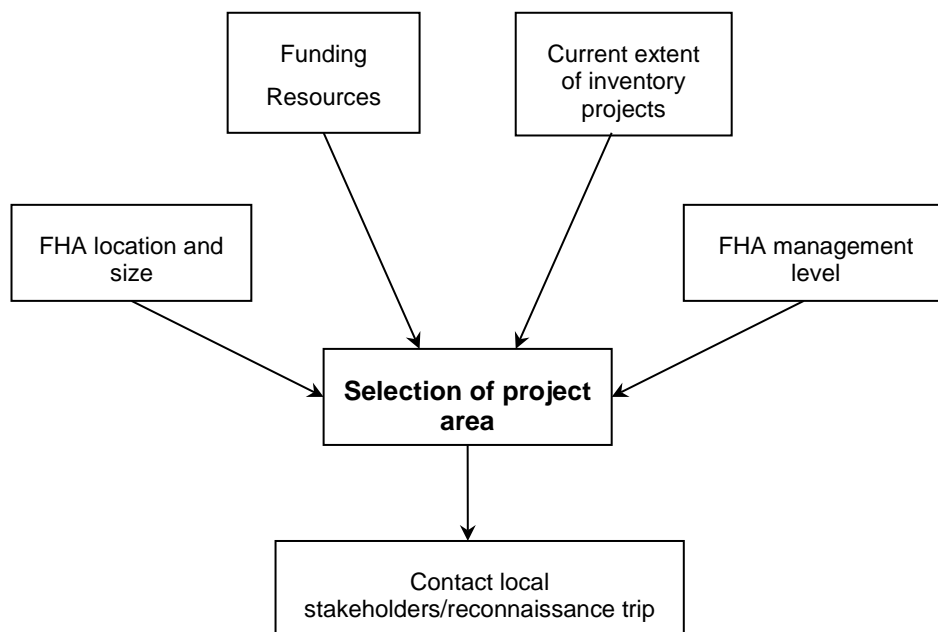 Funding
Resources
Current extent
of inventory
projects
FHA location and
size
FHA management
level
Selection of project
area
Contact local
stakeholders/reconnaissance trip